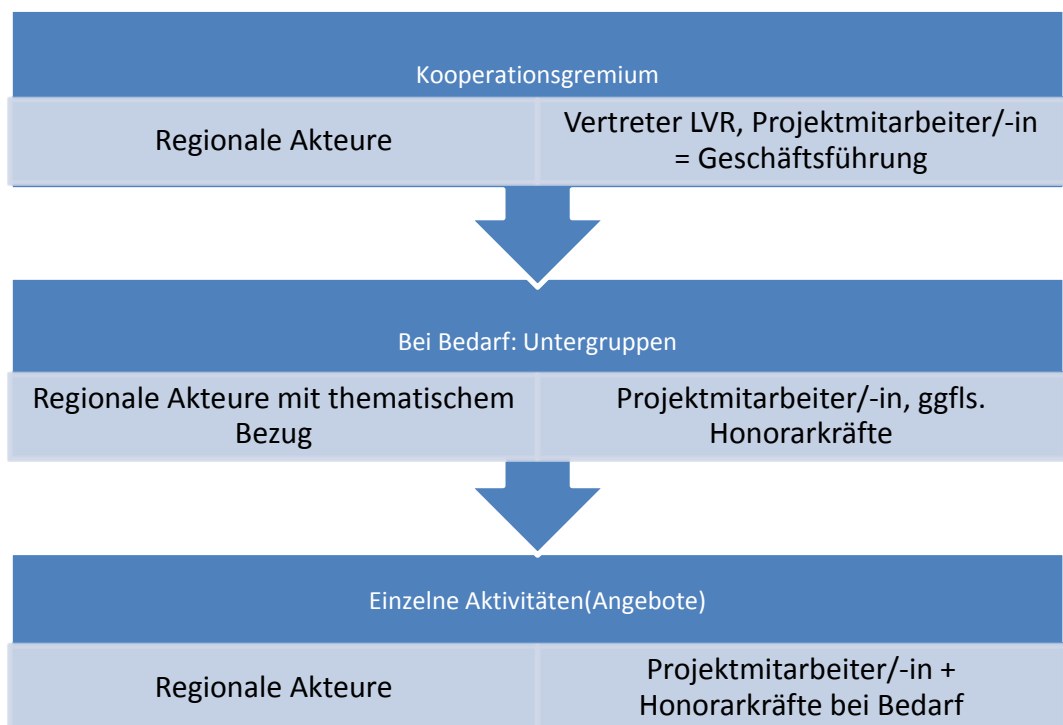 Kooperationsgremium
Regionale Akteure
Vertreter LVR, Projektmitarbeiter/-in
= Geschäftsführung
Bei Bedarf: Untergruppen
Regionale Akteure mit thematischem
Bezug
Projektmitarbeiter/-in, ggfls.
Honorarkräfte
Einzelne Aktivitäten(Angebote)
Regionale Akteure
Projektmitarbeiter/-in +
Honorarkräfte bei Bedarf